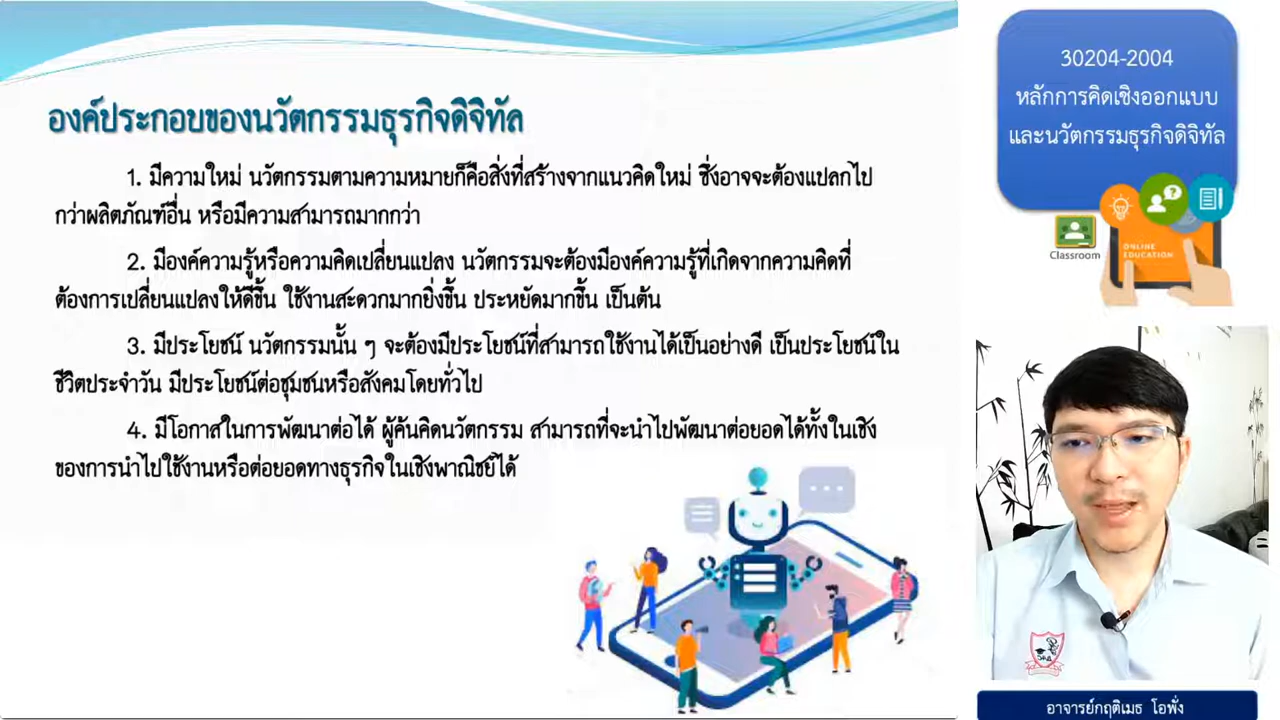 องค์ประกอบของนวัตกรรมธุรกิจดิจิทัล
1. มีความใหม่ นวัตกรรมตามความหมายก็คือสิ่งที่สร้างจากแนวคิดใหม่ ซึ่งอาจจะต้องแปลกไป
กว่าผลิตภัณฑ์อื่น หรือมีความสามารถมากกว่า
2. มีองค์ความรู้หรือความคิดเปลี่ยนแปลง นวัตกรรมจะต้องมีองค์ความรู้ที่เกิดจากความคิดที่
ต้องการเปลี่ยนแปลงให้ดีขึ้น ใช้งานสะดวกมากยิ่งขึ้น ประหยัดมากขึ้น เป็นต้น
3. มีประโยชน์ นวัตกรรมนั้น ๆ จะต้องมีประโยชน์ที่สามารถใช้งานได้เป็นอย่างดี เป็นประโยชน์ใน
ชีวิตประจำวัน มีประโยชน์ต่อชุมชนหรือสังคมโดยทั่วไป
4. มีโอกาสในการพัฒนาต่อได้ ผู้ค้นคิดนวัตกรรม สามารถที่จะนำไปพัฒนาต่อยอดได้ทั้งในเชิง
ของการนำไปใช้งานหรือต่อยอดทางธุรกิจในเชิงพาณิชย์ได้
30204-2004
หลักการคิดเชิงออกแบบ
และนวัตกรรมธุรกิจดิจิทัล
Classroom
ONLINE
EDUCATION
อาจารย์กฤติเมธ โอพั่ง